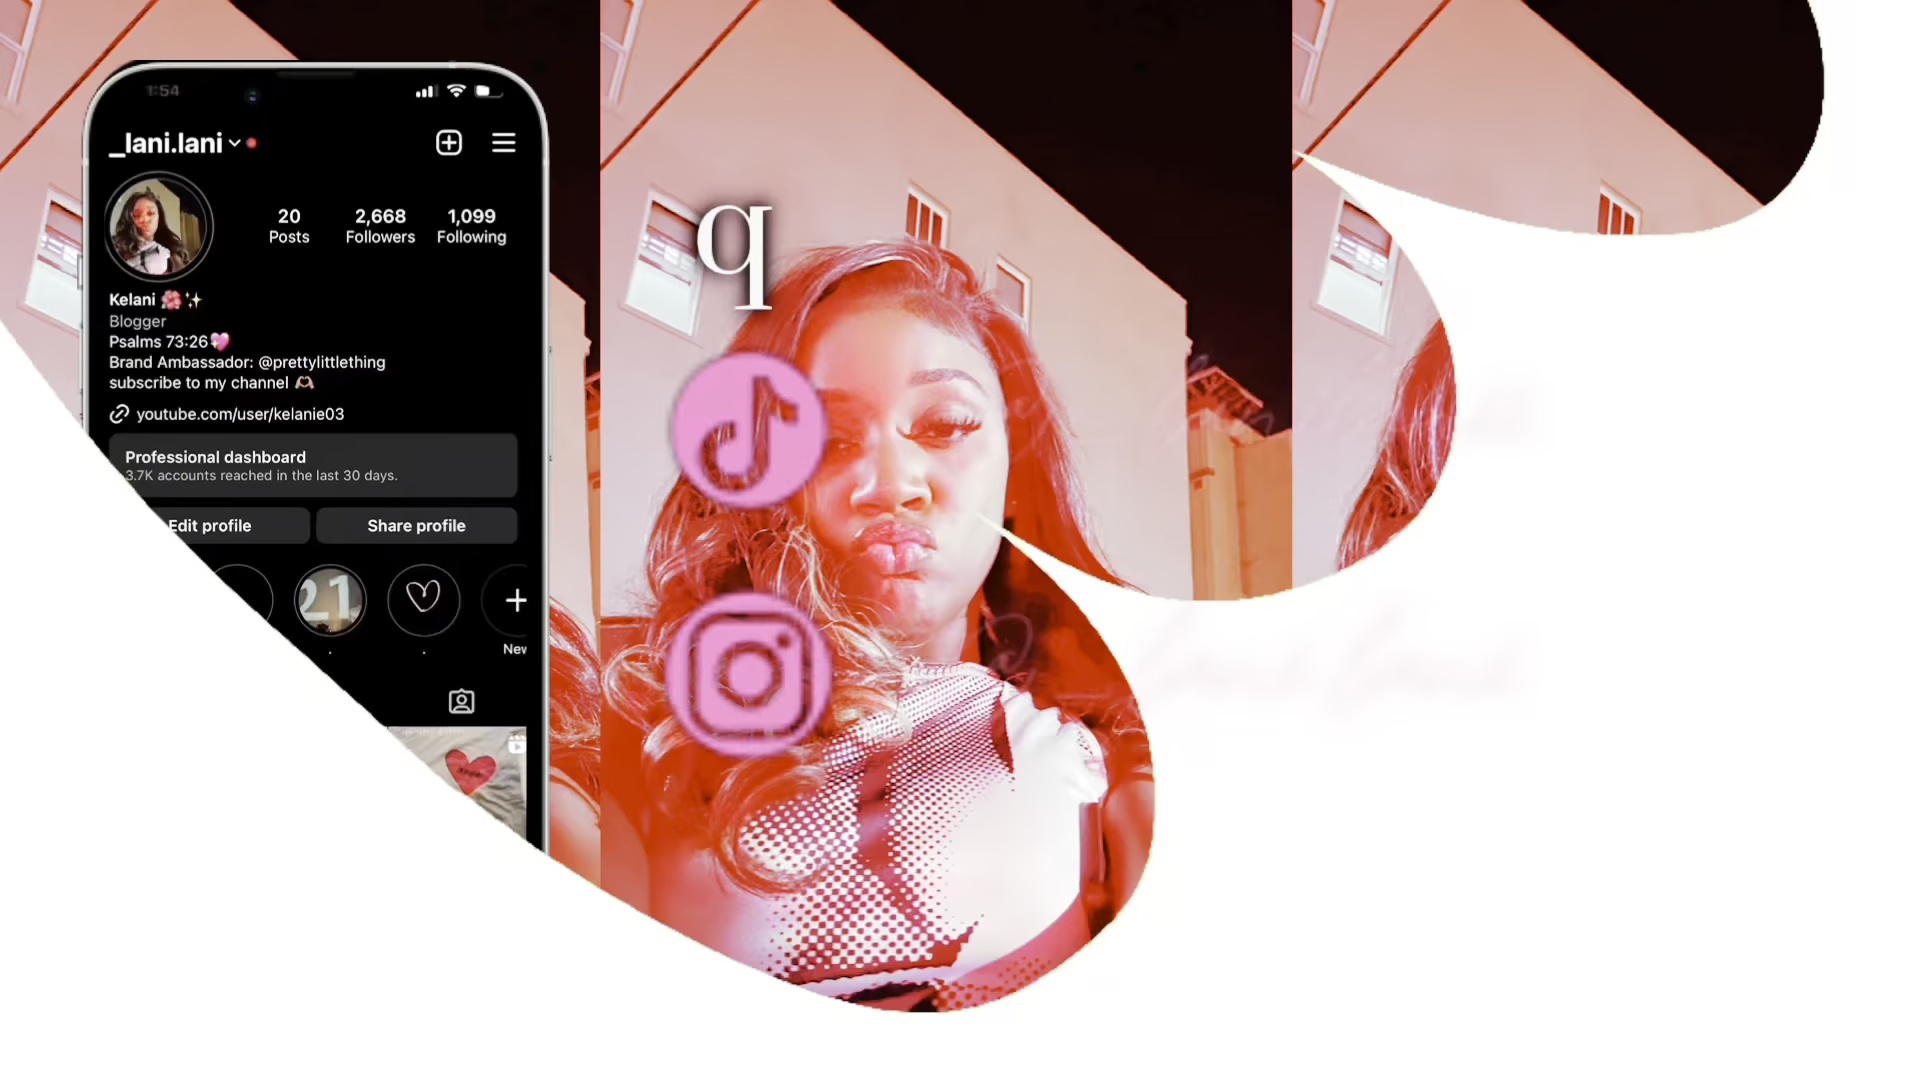 1:54
_lani.lani
20
Posts
2,668
Followers
1,099
Following
Kelani 🌺✨
Blogger
Psalms 73:26💖
Brand Ambassador: @prettylittlething
subscribe to my channel 🫶🏾
youtube.com/user/kelanie03
Professional dashboard
3.7K accounts reached in the last 30 days.
Edit profile
Share profile
21
New
q